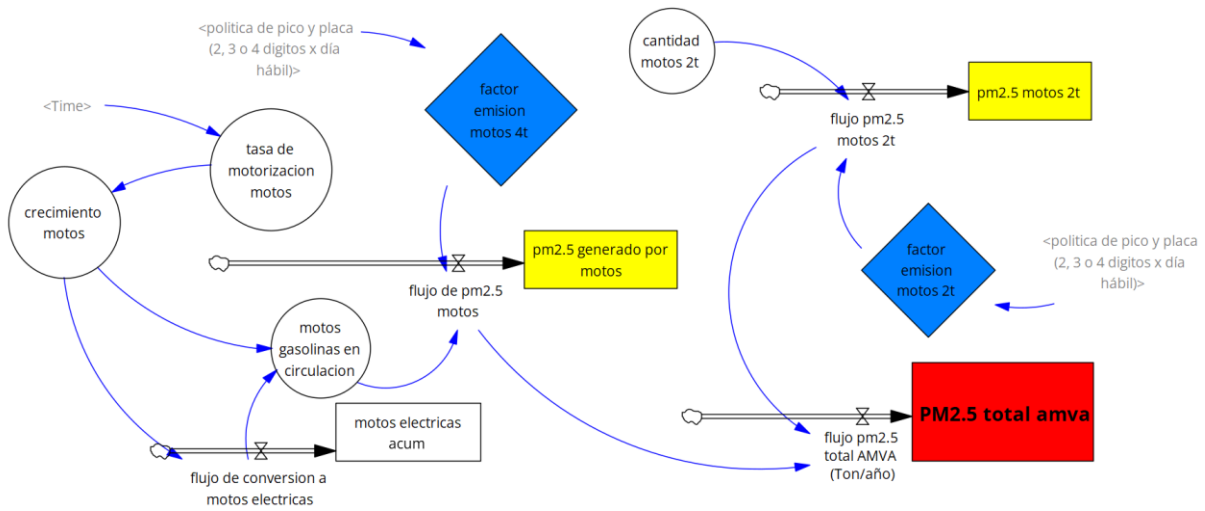 <politica de pico y placa
(2, 3 o 4 digitos x día
hábil)>
<Time>
tasa de
motorizacion
motos
crecimiento
motos
factor
emision
motos 4t
pm2.5 generado por
motos
flujo de pm2.5
motos
motos
gasolinas en
circulacion
motos electricas
acum
flujo de conversion a
motos electricas
cantidad
motos 2t
pm2.5 motos 2t
flujo pm2.5
motos 2t
factor
emision
motos 2t
<politica de pico y placa
(2, 3 o 4 digitos x día
hábil)>
PM2.5 total amva
flujo pm2.5
total AMVA
(Ton/año)